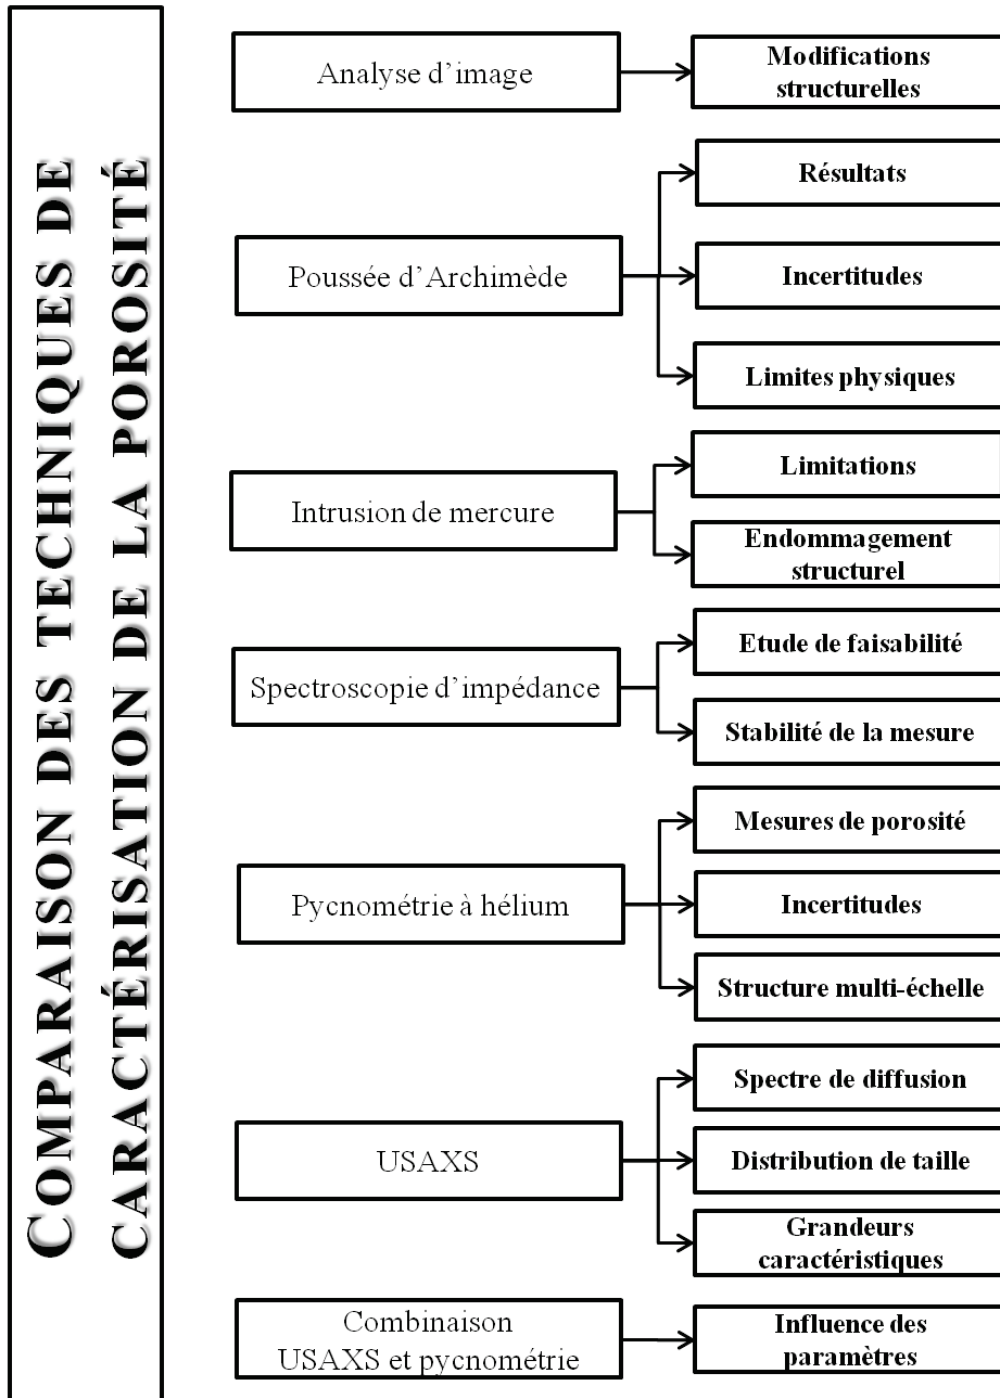 COMPARAISON DES TECHNIQUES DE
CARACTÉRISATION DE LA POROSITÉ
Analyse d'image
Modifications
structurelles
Poussée d'Archimède
Résultats
Incertitudes
Limites physiques
Intrusion de mercure
Limitations
Endommagement
structurel
Spectroscopie d'impédance
Etude de faisabilité
Stabilité de la mesure
Pycnométrie à hélium
Mesures de porosité
Incertitudes
Structure multi-échelle
USAXS
Spectre de diffusion
Distribution de taille
Grandeurs
caractéristiques
Combinaison
USAXS et pycnométrie
Influence des
paramètres